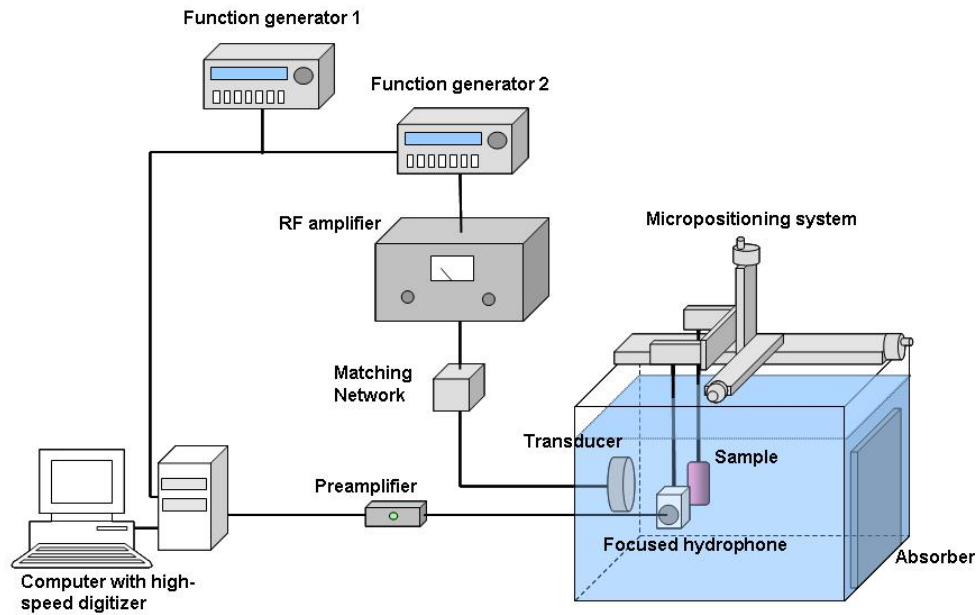 Function generator 1
Function generator 2
RF amplifier
Micropositioning system
Matching
Network
Transducer
Sample
Preamplifier
Focused hydrophone
Absorber
Computer with high-
speed digitizer